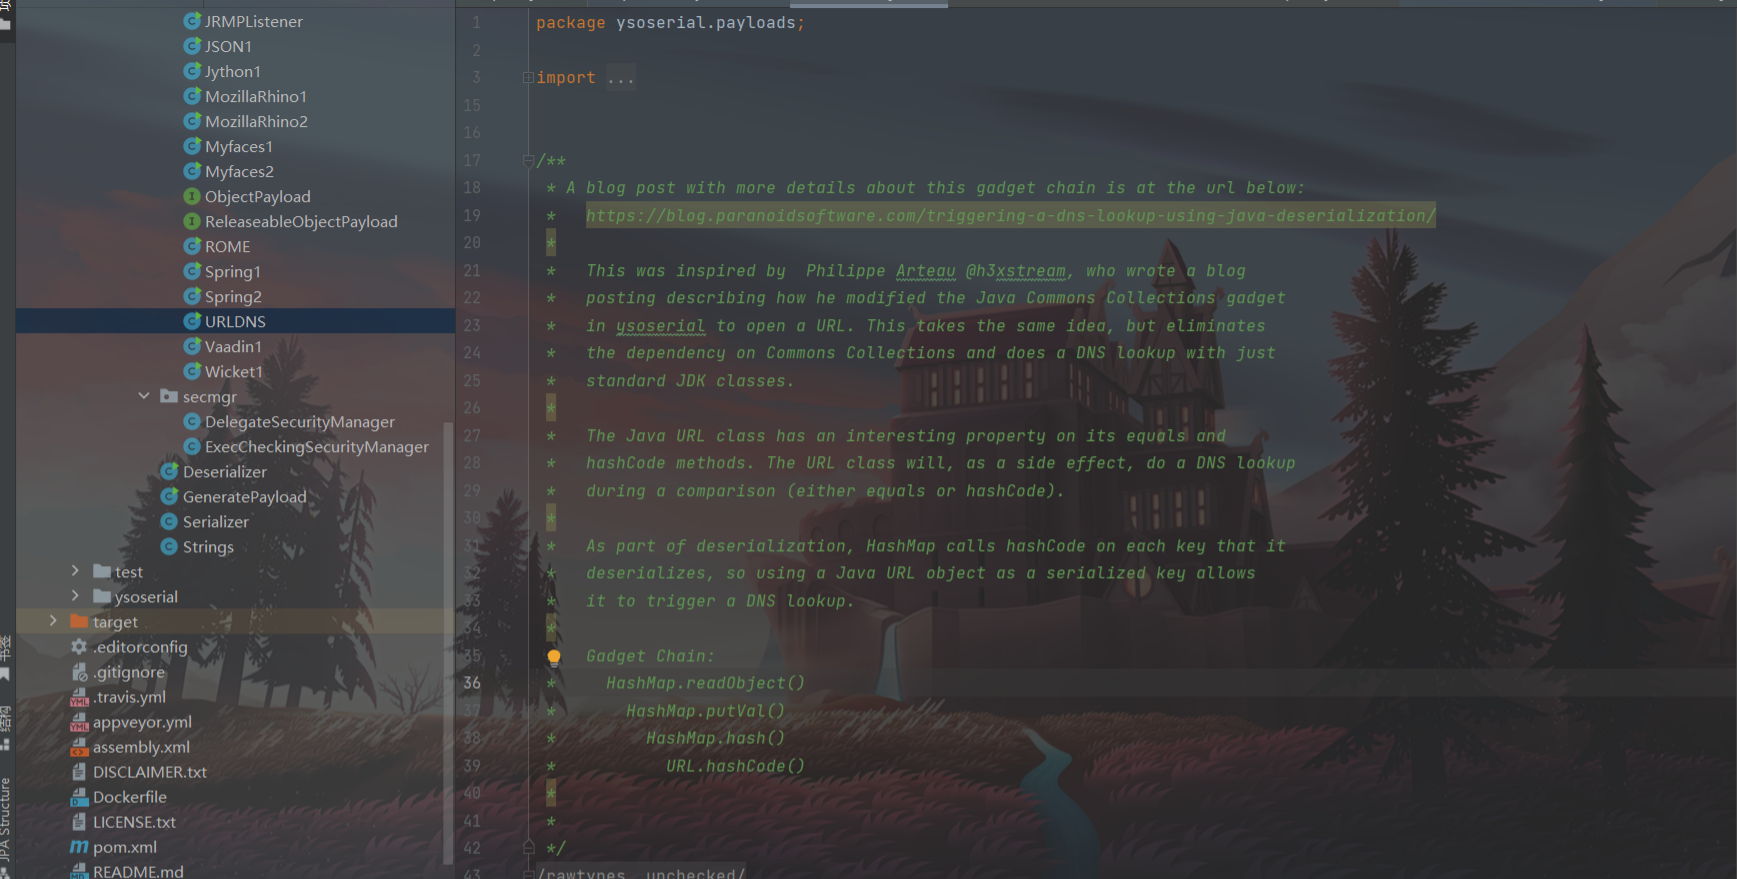 JRMPListener
JSON1
Jython1
MozillaRhino1
MozillaRhino2
Myfaces1
Myfaces2
ObjectPayload
ReleaseableObjectPayload
ROME
Spring1
Spring2
URLDNS
Vaadin1
Wicket1
secmgr
DelegateSecurityManager
ExecCheckingSecurityManager
Deserializer
GeneratePayload
Serializer
Strings
test
ysoserial
target
.editorconfig
.gitignore
.travis.yml
appveyor.yml
assembly.xml
DISCLAIMER.txt
Dockerfile
LICENSE.txt
pom.xml
README.md
书签
结构
JPA Structure
1 package ysoserial.payloads;
2
3 import ...
15
16
17 /**
18 * A blog post with more details about this gadget chain is at the url below:
19 * https://blog.paranoidsoftware.com/triggering-a-dns-lookup-using-java-deserialization/
20 *
21 * This was inspired by  Philippe Arteau @h3xstream, who wrote a blog
22 * posting describing how he modified the Java Commons Collections gadget
23 * in ysoserial to open a URL. This takes the same idea, but eliminates
24 * the dependency on Commons Collections and does a DNS lookup with just
25 * standard JDK classes.
26 *
27 * The Java URL class has an interesting property on its equals and
28 * hashCode methods. The URL class will, as a side effect, do a DNS lookup
29 * during a comparison (either equals or hashCode).
30 *
31 * As part of deserialization, HashMap calls hashCode on each key that it
32 * deserializes, so using a Java URL object as a serialized key allows
33 * it to trigger a DNS lookup.
34 *
35 Gadget Chain:
36 * HashMap.readObject()
37 * HashMap.putVal()
38 * HashMap.hash()
39 * URL.hashCode()
40 *
41 *
42 */
43 /rawtypes, unchecked/